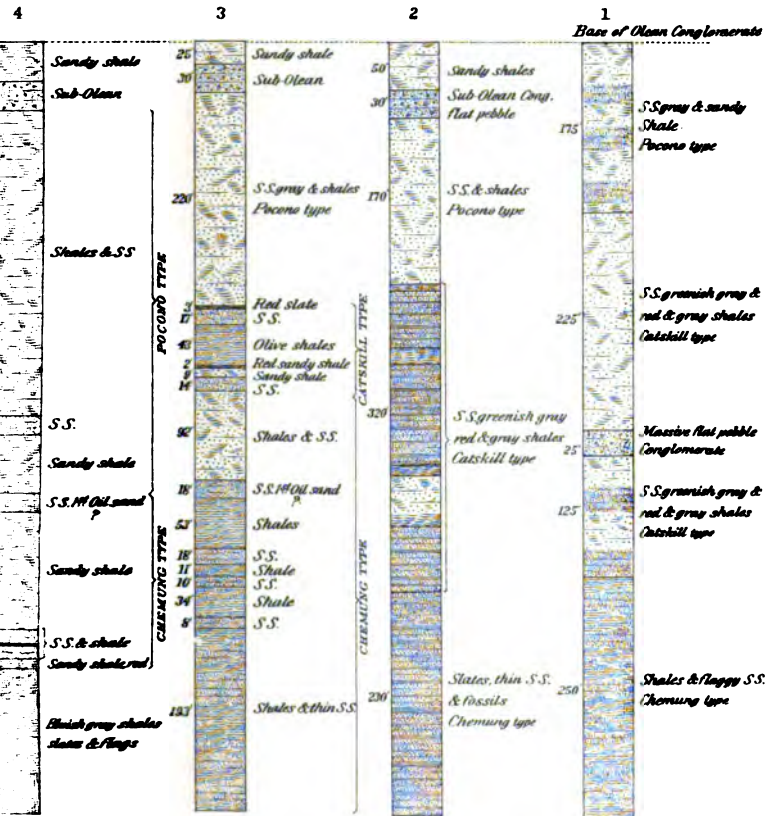 4
3
2
1
Base of Olean Conglomerate
Sandy shale
Sub-Olean
Shales & S.S.
S.S.
Sandy shale
S.S. 1st Oil sand
?
Sandy shale
S.S. & shale
Sandy shale, red
Bluish gray shales
slates & flags
POCONO TYPE
CHEMUNG TYPE
25' Sandy shale
30' Sub-Olean
220' S.S. gray & shales
Pocono type
Red slate
17' S.S.
43' Olive shales
2' Red sandy shale
9' Sandy shale
14' S.S.
92' Shales & S.S.
18' S.S. 1st Oil sand
?
53' Shales
18' S.S.
11' Shale
10' S.S.
34' Shale
8' S.S.
193' Shales & thin S.S.
CATSKILL TYPE
CHEMUNG TYPE
50' Sandy shales
30' Sub-Olean Cong.
flat pebble
170' S.S. & shales
Pocono type
320' S.S. greenish gray
red & gray shales
Catskill type
230' Slates, thin S.S.
& fossils
Chemung type
S.S. gray & sandy
175' Shale
Pocono type
S.S. greenish gray &
225' red & gray shales
Catskill type
Massive flat pebble
25' Conglomerate
S.S. greenish gray &
125' red & gray shales
Catskill type
250' Shales & flaggy S.S.
Chemung type